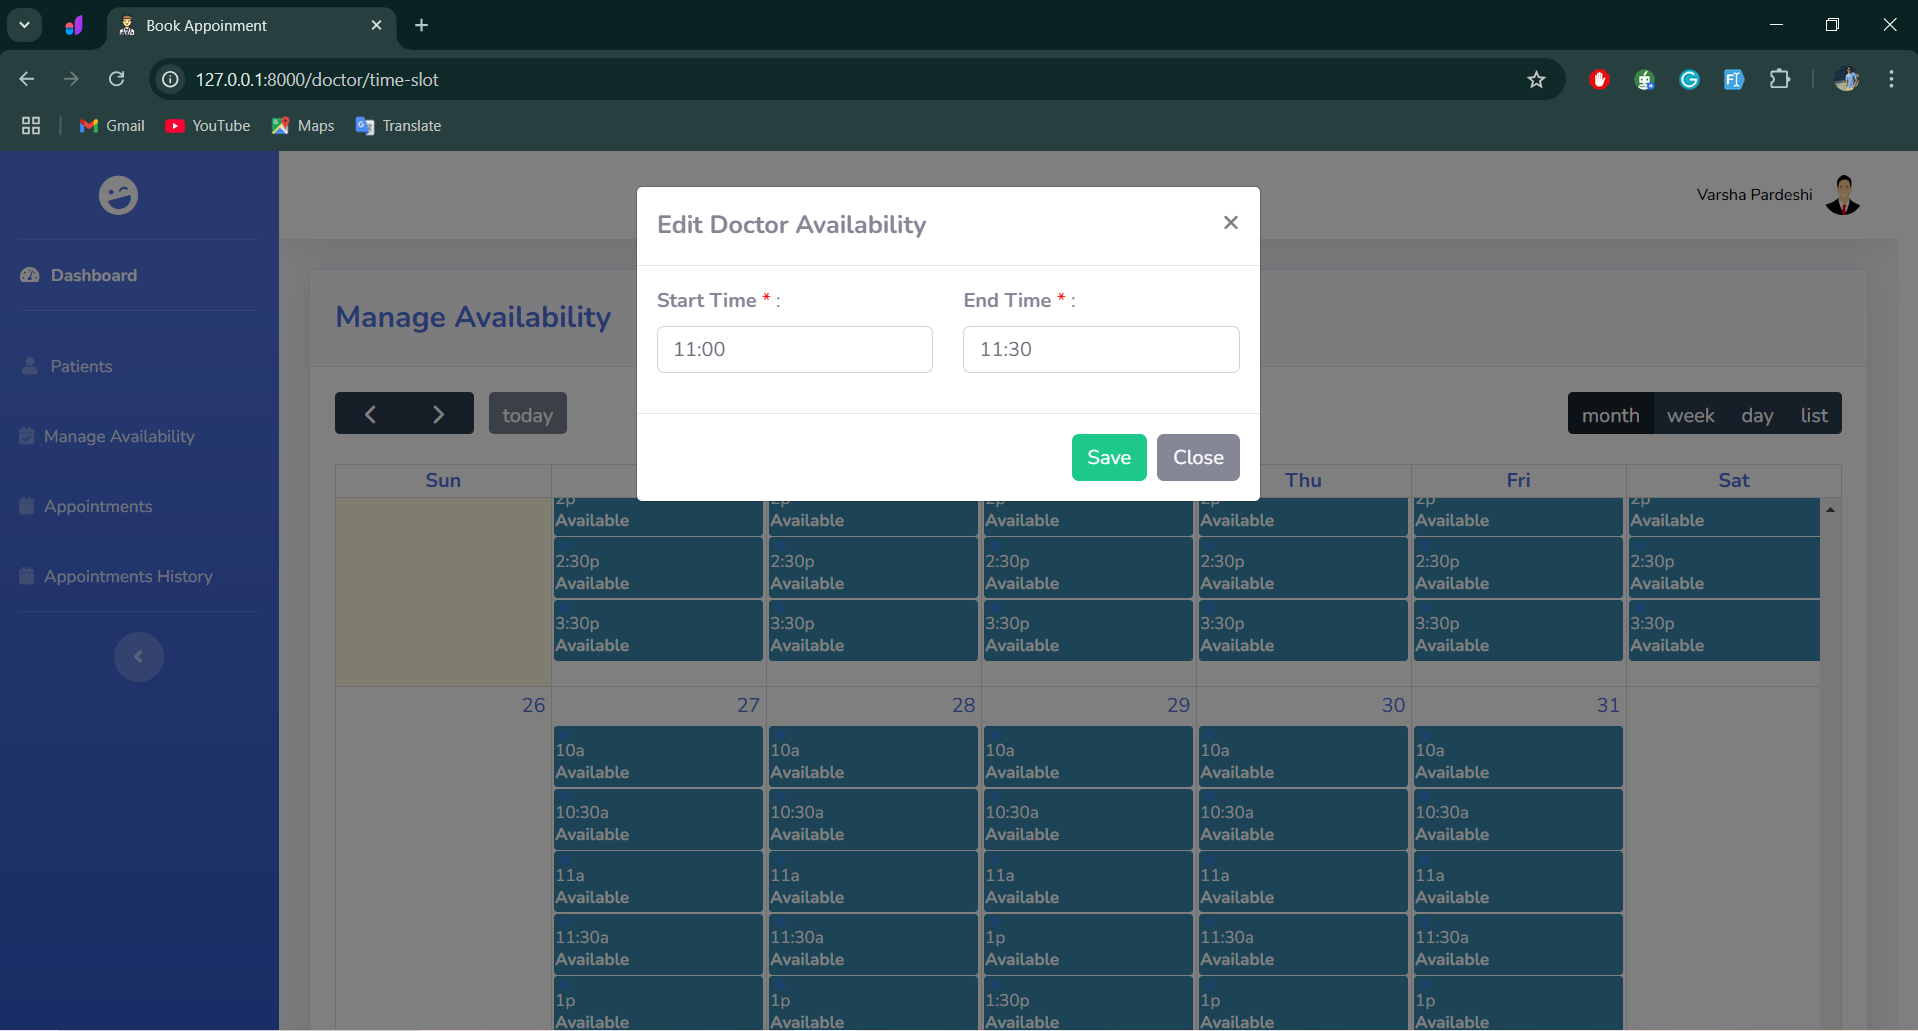 Book Appoinment
127.0.0.1:8000/doctor/time-slot
Gmail YouTube Maps Translate
Varsha Pardeshi
Dashboard
Patients
Manage Availability
Appointments
Appointments History
Edit Doctor Availability
Start Time * : End Time * :
11:00 11:30
Save Close
Manage Availability
today
month week day list
Sun Thu Fri Sat
2p 2p 2p 2p 2p 2p
Available Available Available Available Available Available
2:30p 2:30p 2:30p 2:30p 2:30p 2:30p
Available Available Available Available Available Available
3:30p 3:30p 3:30p 3:30p 3:30p 3:30p
Available Available Available Available Available Available
26 27 28 29 30 31
10a 10a 10a 10a 10a
Available Available Available Available Available
10:30a 10:30a 10:30a 10:30a 10:30a
Available Available Available Available Available
11a 11a 11a 11a 11a
Available Available Available Available Available
11:30a 11:30a 1p 11:30a 11:30a
Available Available Available Available Available
1p 1p 1:30p 1p 1p
Available Available Available Available Available